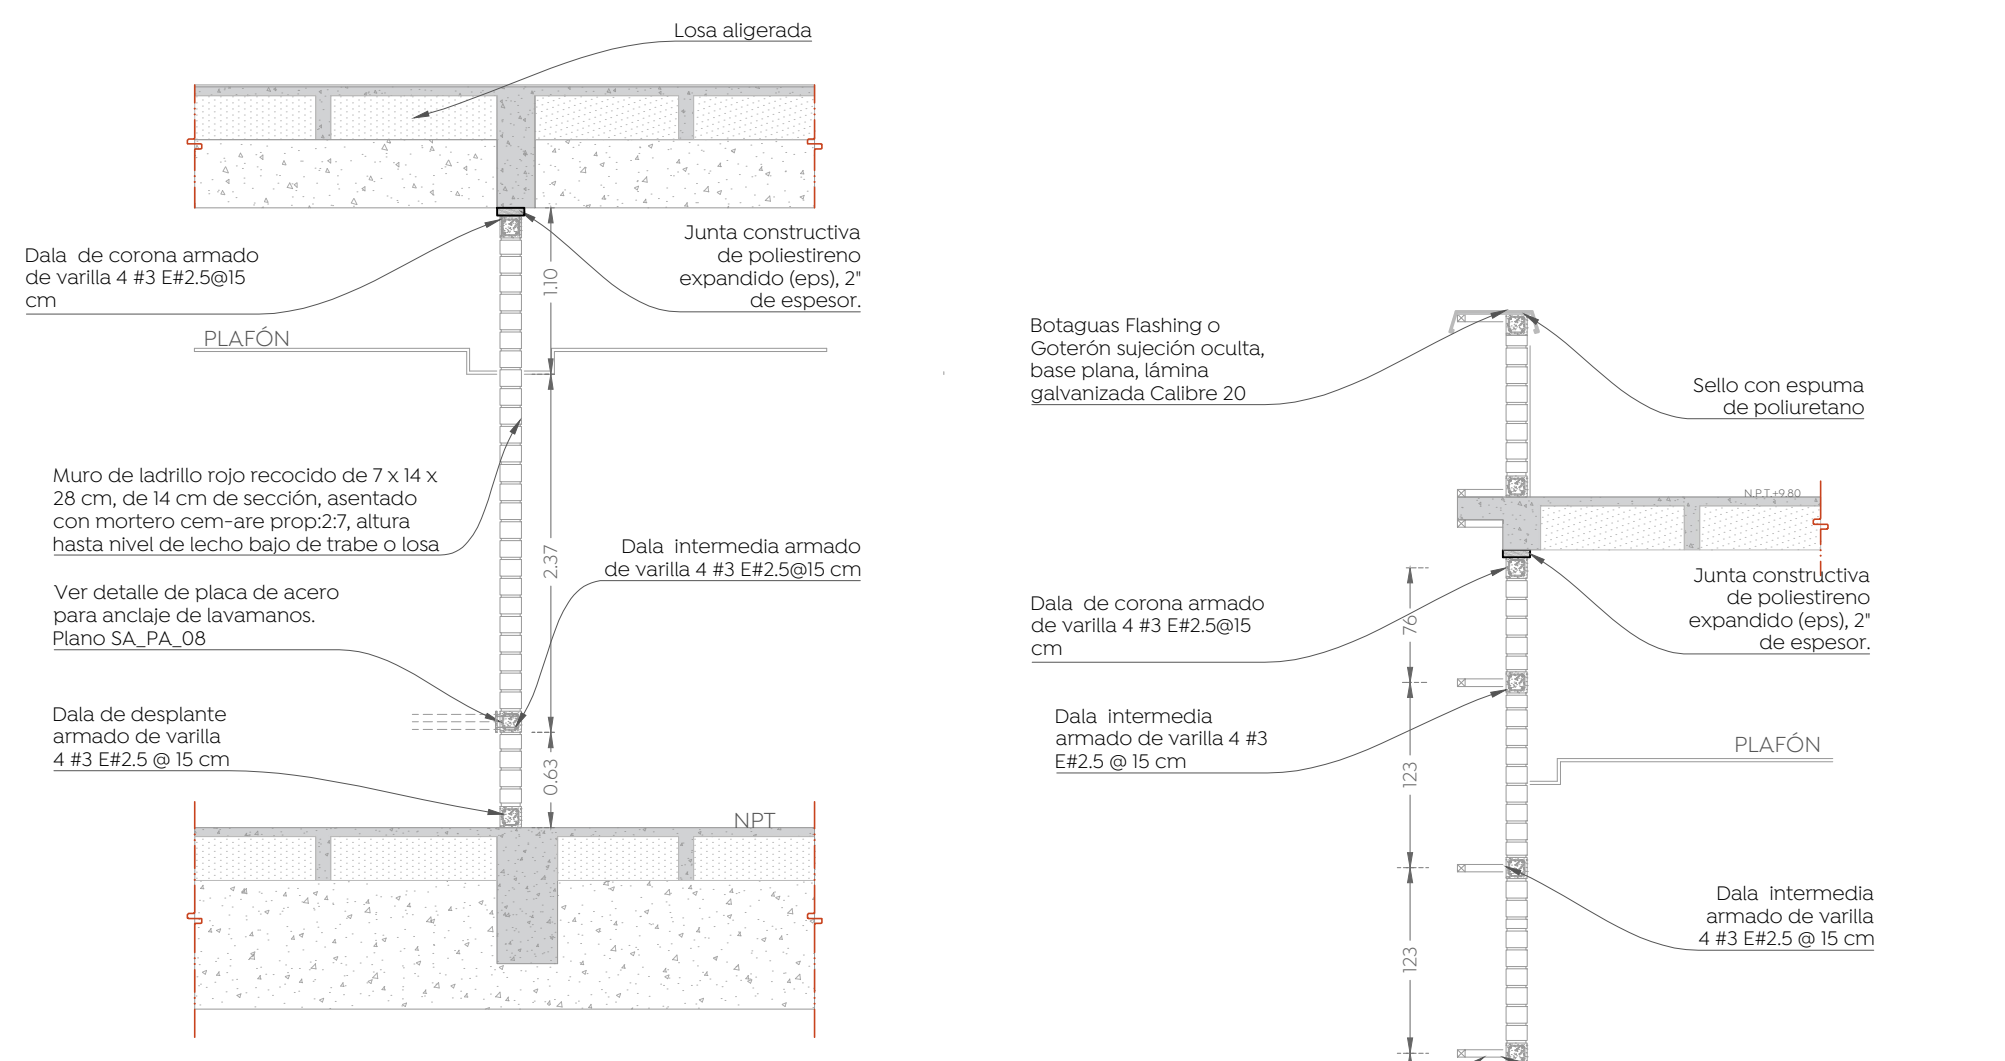 Losa aligerada
Dala de corona armado
de varilla 4 #3 E#2.5@15
cm
Junta constructiva
de poliestireno
expandido (eps), 2"
de espesor.
1.10
PLAFÓN
Muro de ladrillo rojo recocido de 7 x 14 x
28 cm, de 14 cm de sección, asentado
con mortero cem-are prop:2:7, altura
hasta nivel de lecho bajo de trabe o losa
2.37
Dala intermedia armado
de varilla 4 #3 E#2.5@15 cm
Ver detalle de placa de acero
para anclaje de lavamanos.
Plano SA_PA_08
Dala de desplante
armado de varilla
4 #3 E#2.5 @ 15 cm
0.63
NPT
Botaguas Flashing o
Goterón sujeción oculta,
base plana, lámina
galvanizada Calibre 20
Sello con espuma
de poliuretano
N.P.T.+9.80
Dala de corona armado
de varilla 4 #3 E#2.5@15
cm
76
Junta constructiva
de poliestireno
expandido (eps), 2"
de espesor.
Dala intermedia
armado de varilla 4 #3
E#2.5 @ 15 cm
123
PLAFÓN
Dala intermedia
armado de varilla
4 #3 E#2.5 @ 15 cm
123